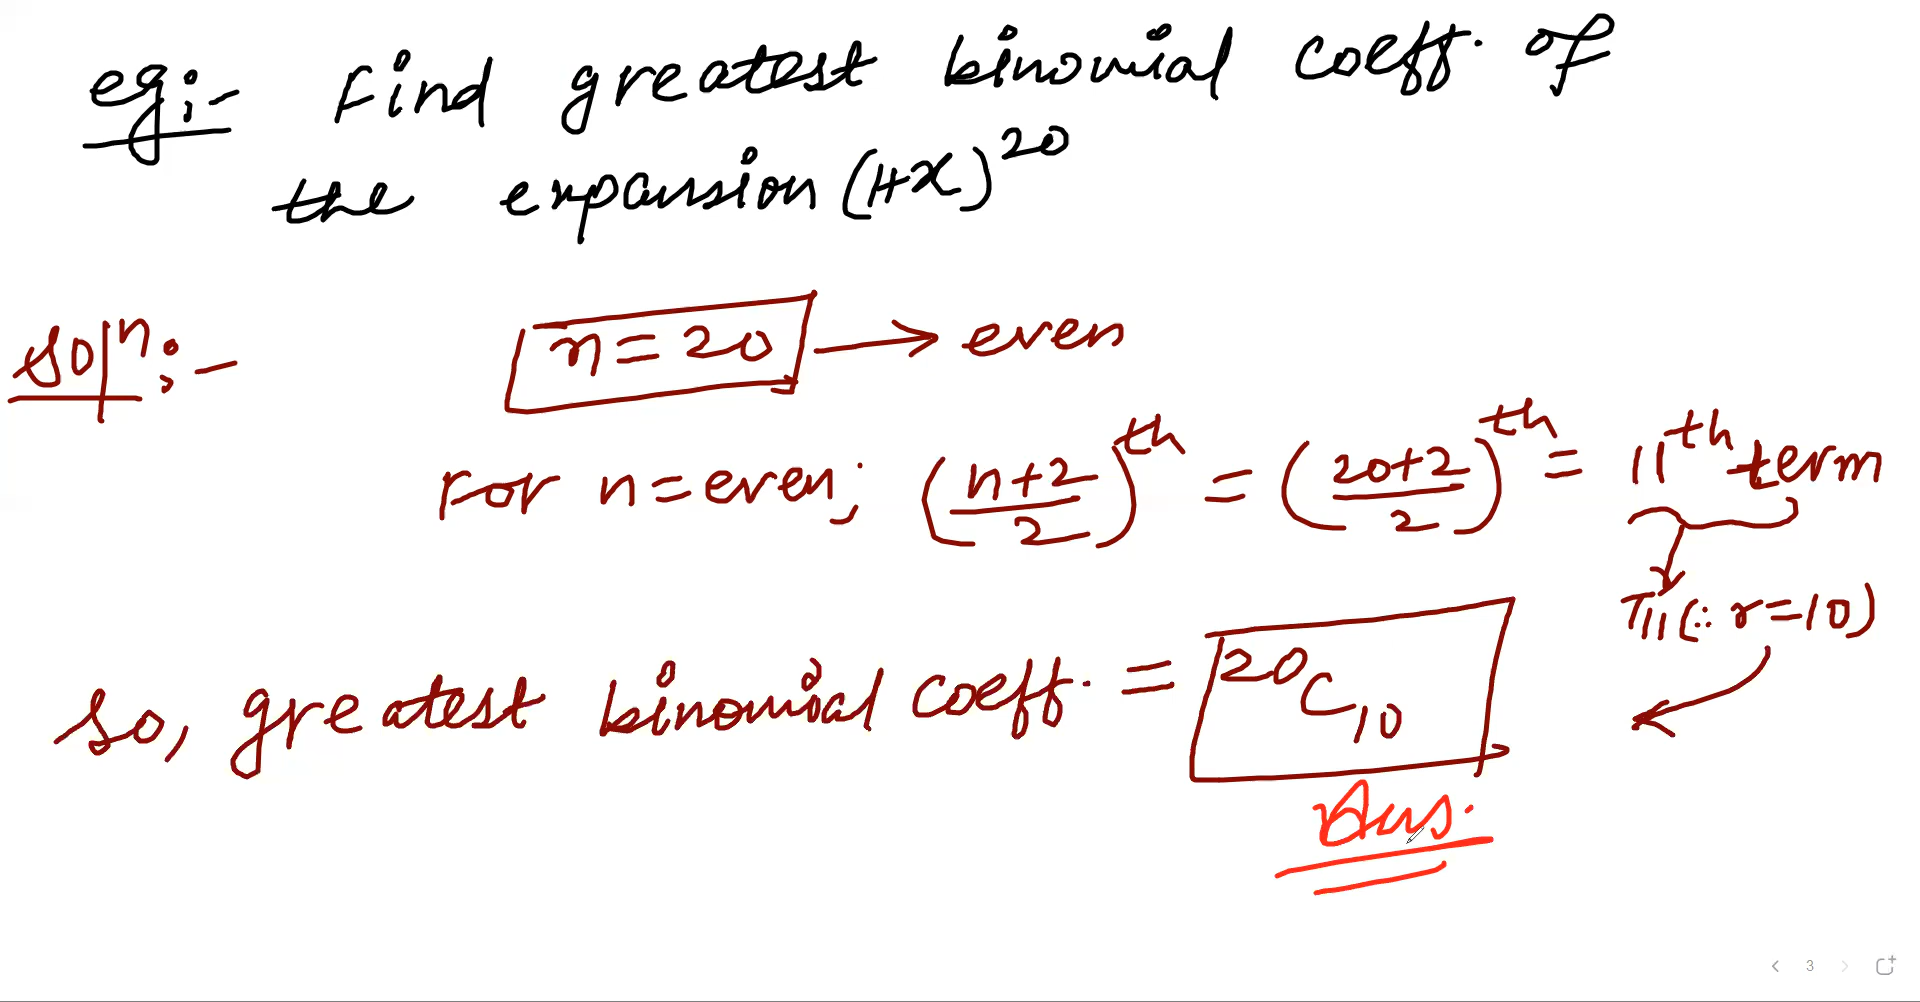 eg:- Find greatest binomial coeff. of
the expansion (1+x)^20
Sol^n:- n=20 → even
For n=even; ((n+2)/2)^th = ((20+2)/2)^th = 11^th term
T11 (∵ r=10)
So, greatest binomial coeff. = ^20C10
Ans.
3